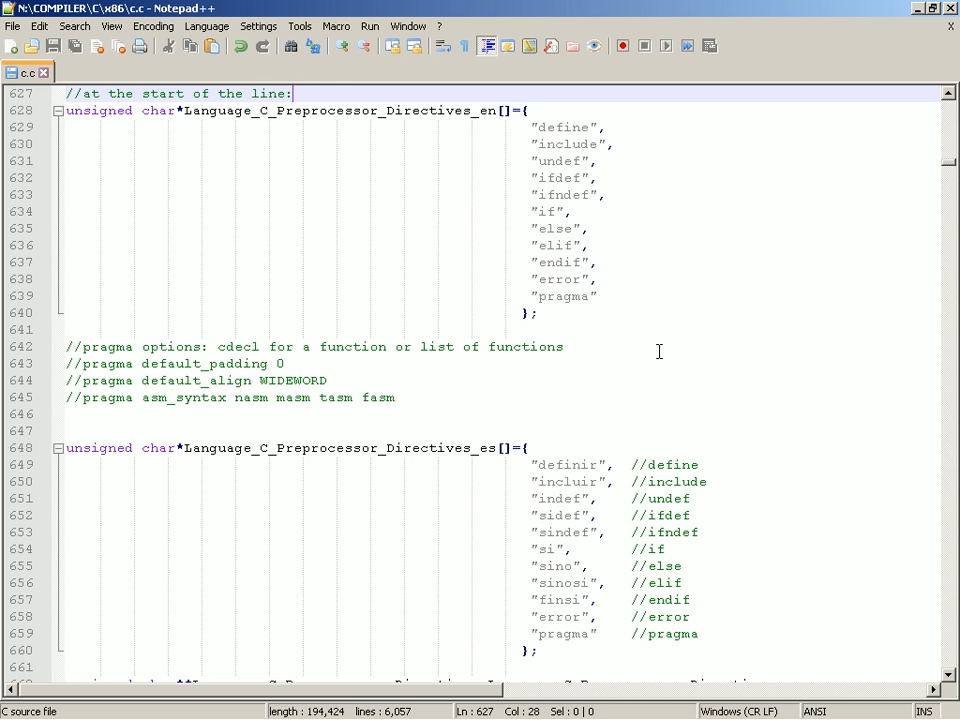 N:\COMPILER\C\x86\c.c - Notepad++
File Edit Search View Encoding Language Settings Tools Macro Run Window ? X
c.c
627 //at the start of the line:
628 unsigned char*Language_C_Preprocessor_Directives_en[]={
629 "define",
630 "include",
631 "undef",
632 "ifdef",
633 "ifndef",
634 "if",
635 "else",
636 "elif",
637 "endif",
638 "error",
639 "pragma"
640 };
641
642 //pragma options: cdecl for a function or list of functions
643 //pragma default_padding 0
644 //pragma default_align WIDEWORD
645 //pragma asm_syntax nasm masm tasm fasm
646
647
648 unsigned char*Language_C_Preprocessor_Directives_es[]={
649 "definir", //define
650 "incluir", //include
651 "indef", //undef
652 "sidef", //ifdef
653 "sindef", //ifndef
654 "si", //if
655 "sino", //else
656 "sinosi", //elif
657 "finsi", //endif
658 "error", //error
659 "pragma" //pragma
660 };
661
C source file length : 194,424 lines : 6,057 Ln : 627 Col : 28 Sel : 0 | 0 Windows (CR LF) ANSI INS